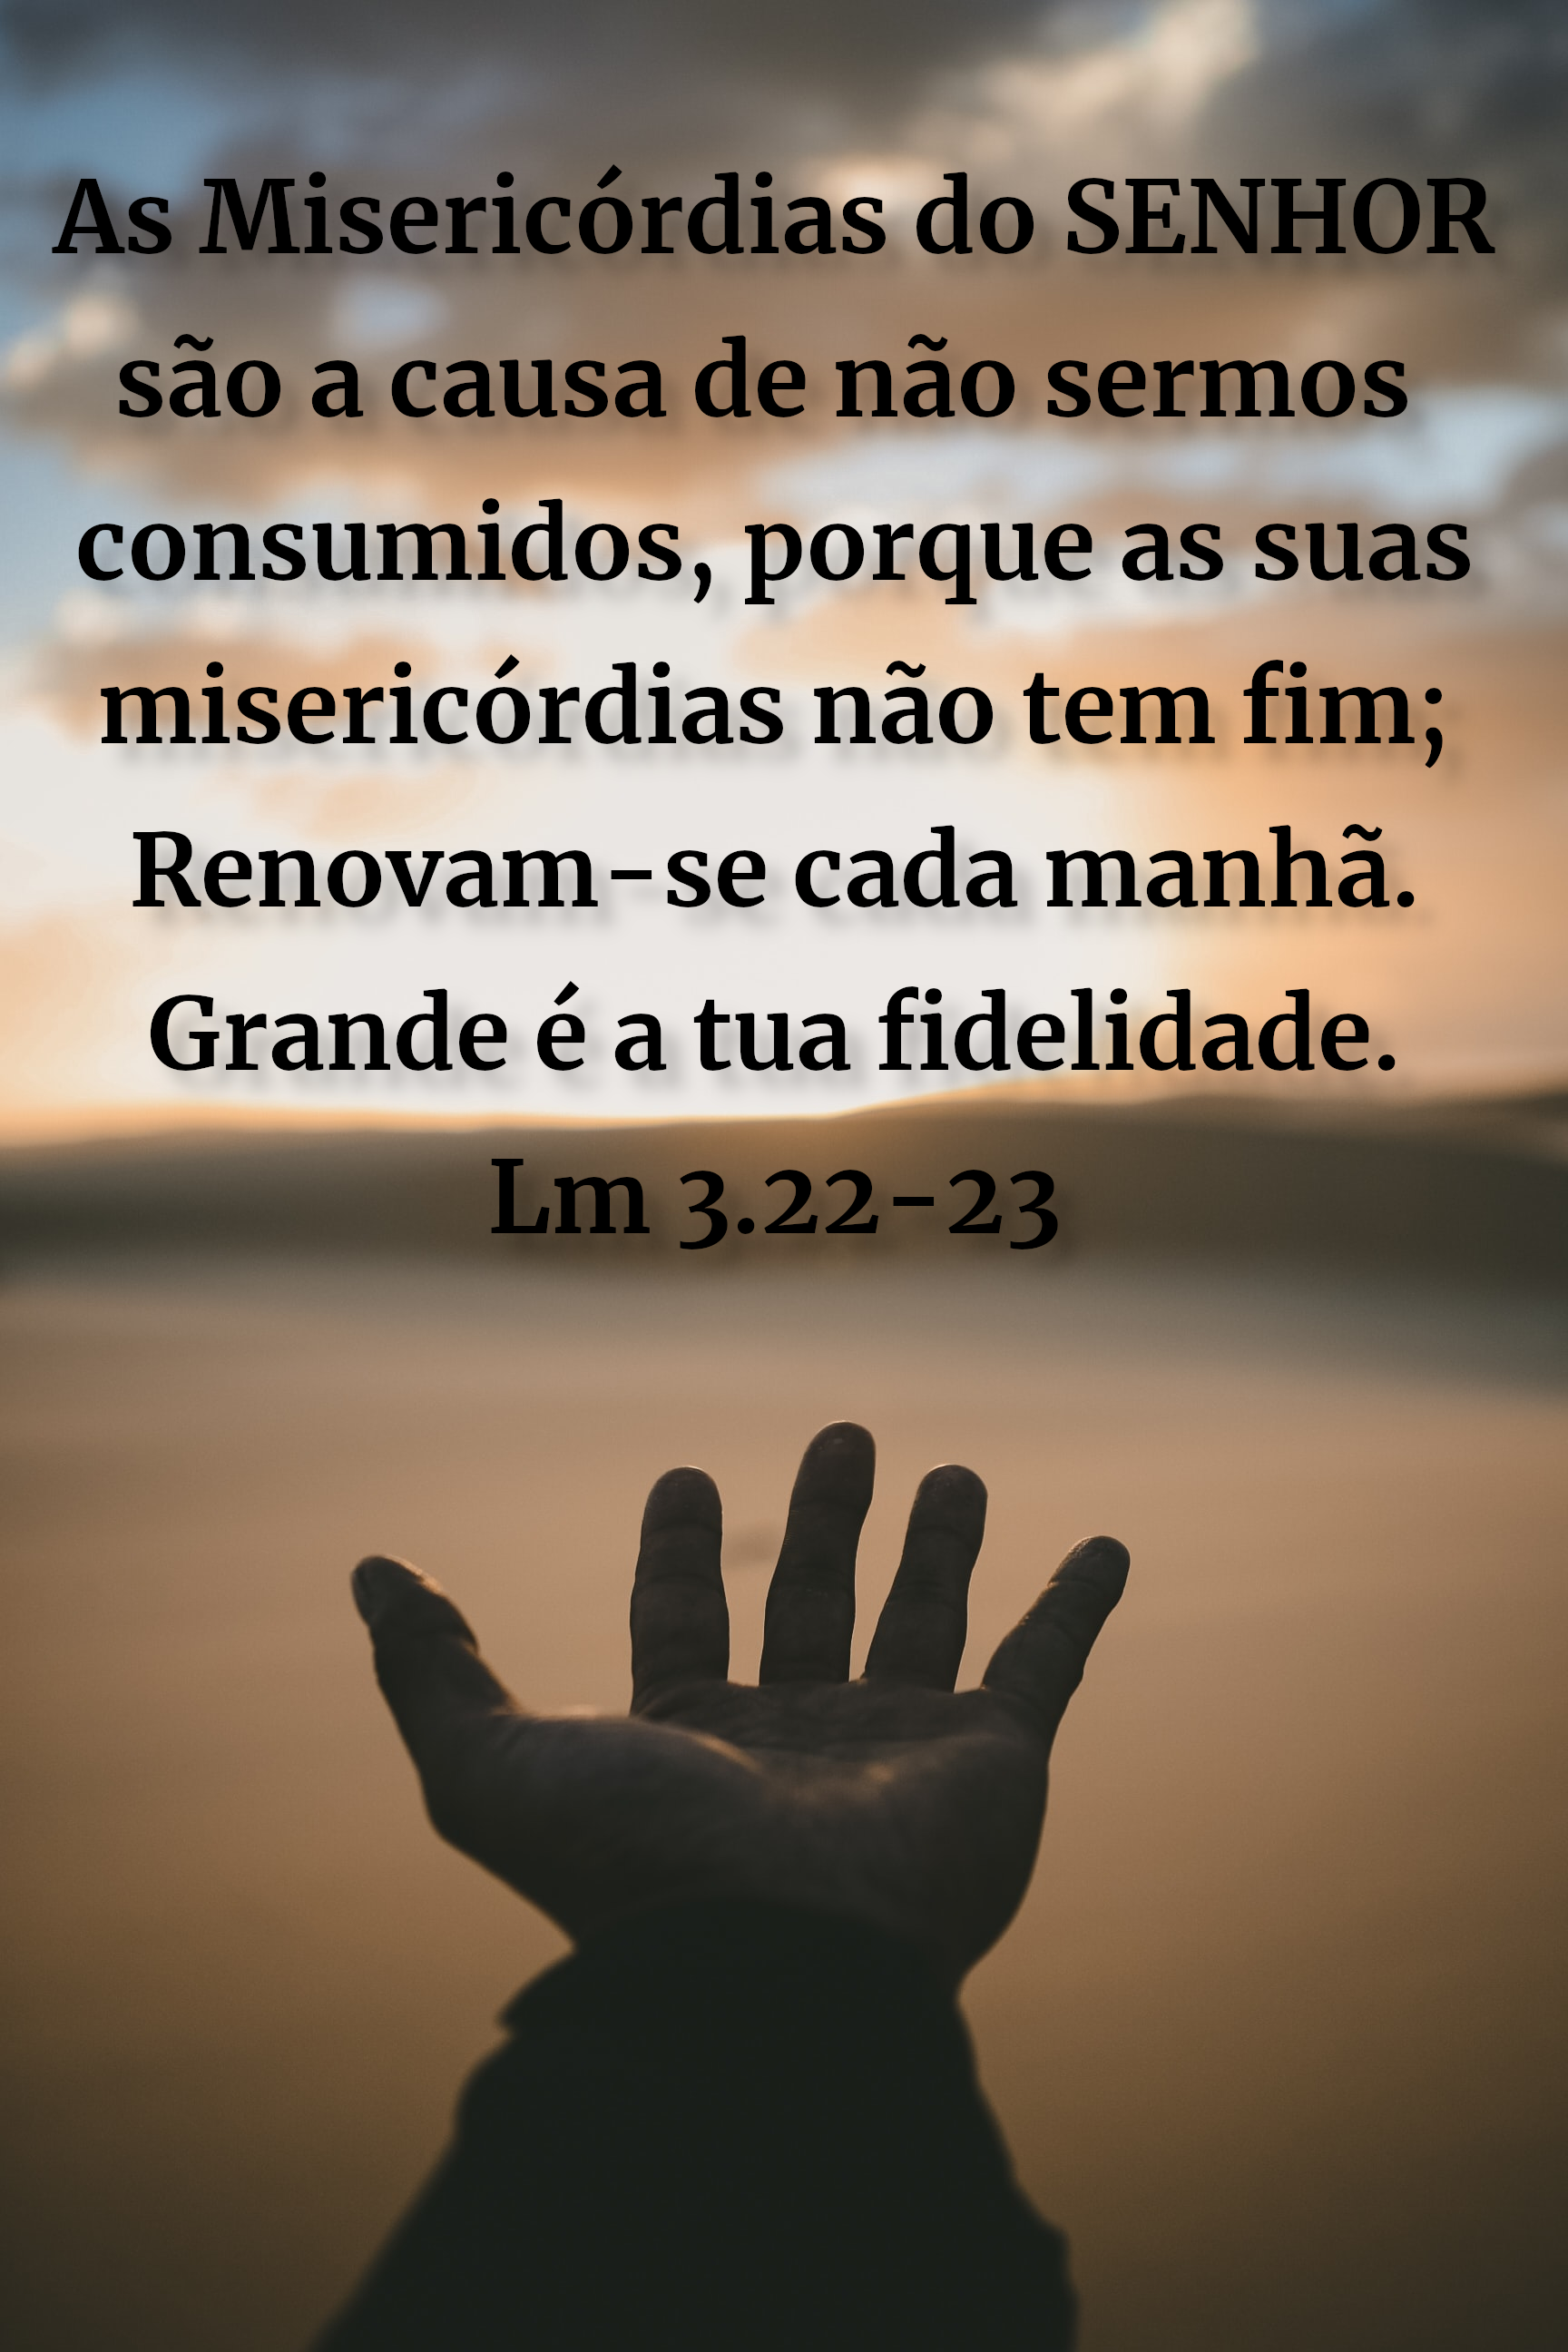 As Misericórdias do SENHOR
são a causa de não sermos
consumidos, porque as suas
misericórdias não tem fim;
Renovam-se cada manhã.
Grande é a tua fidelidade.
Lm 3.22-23